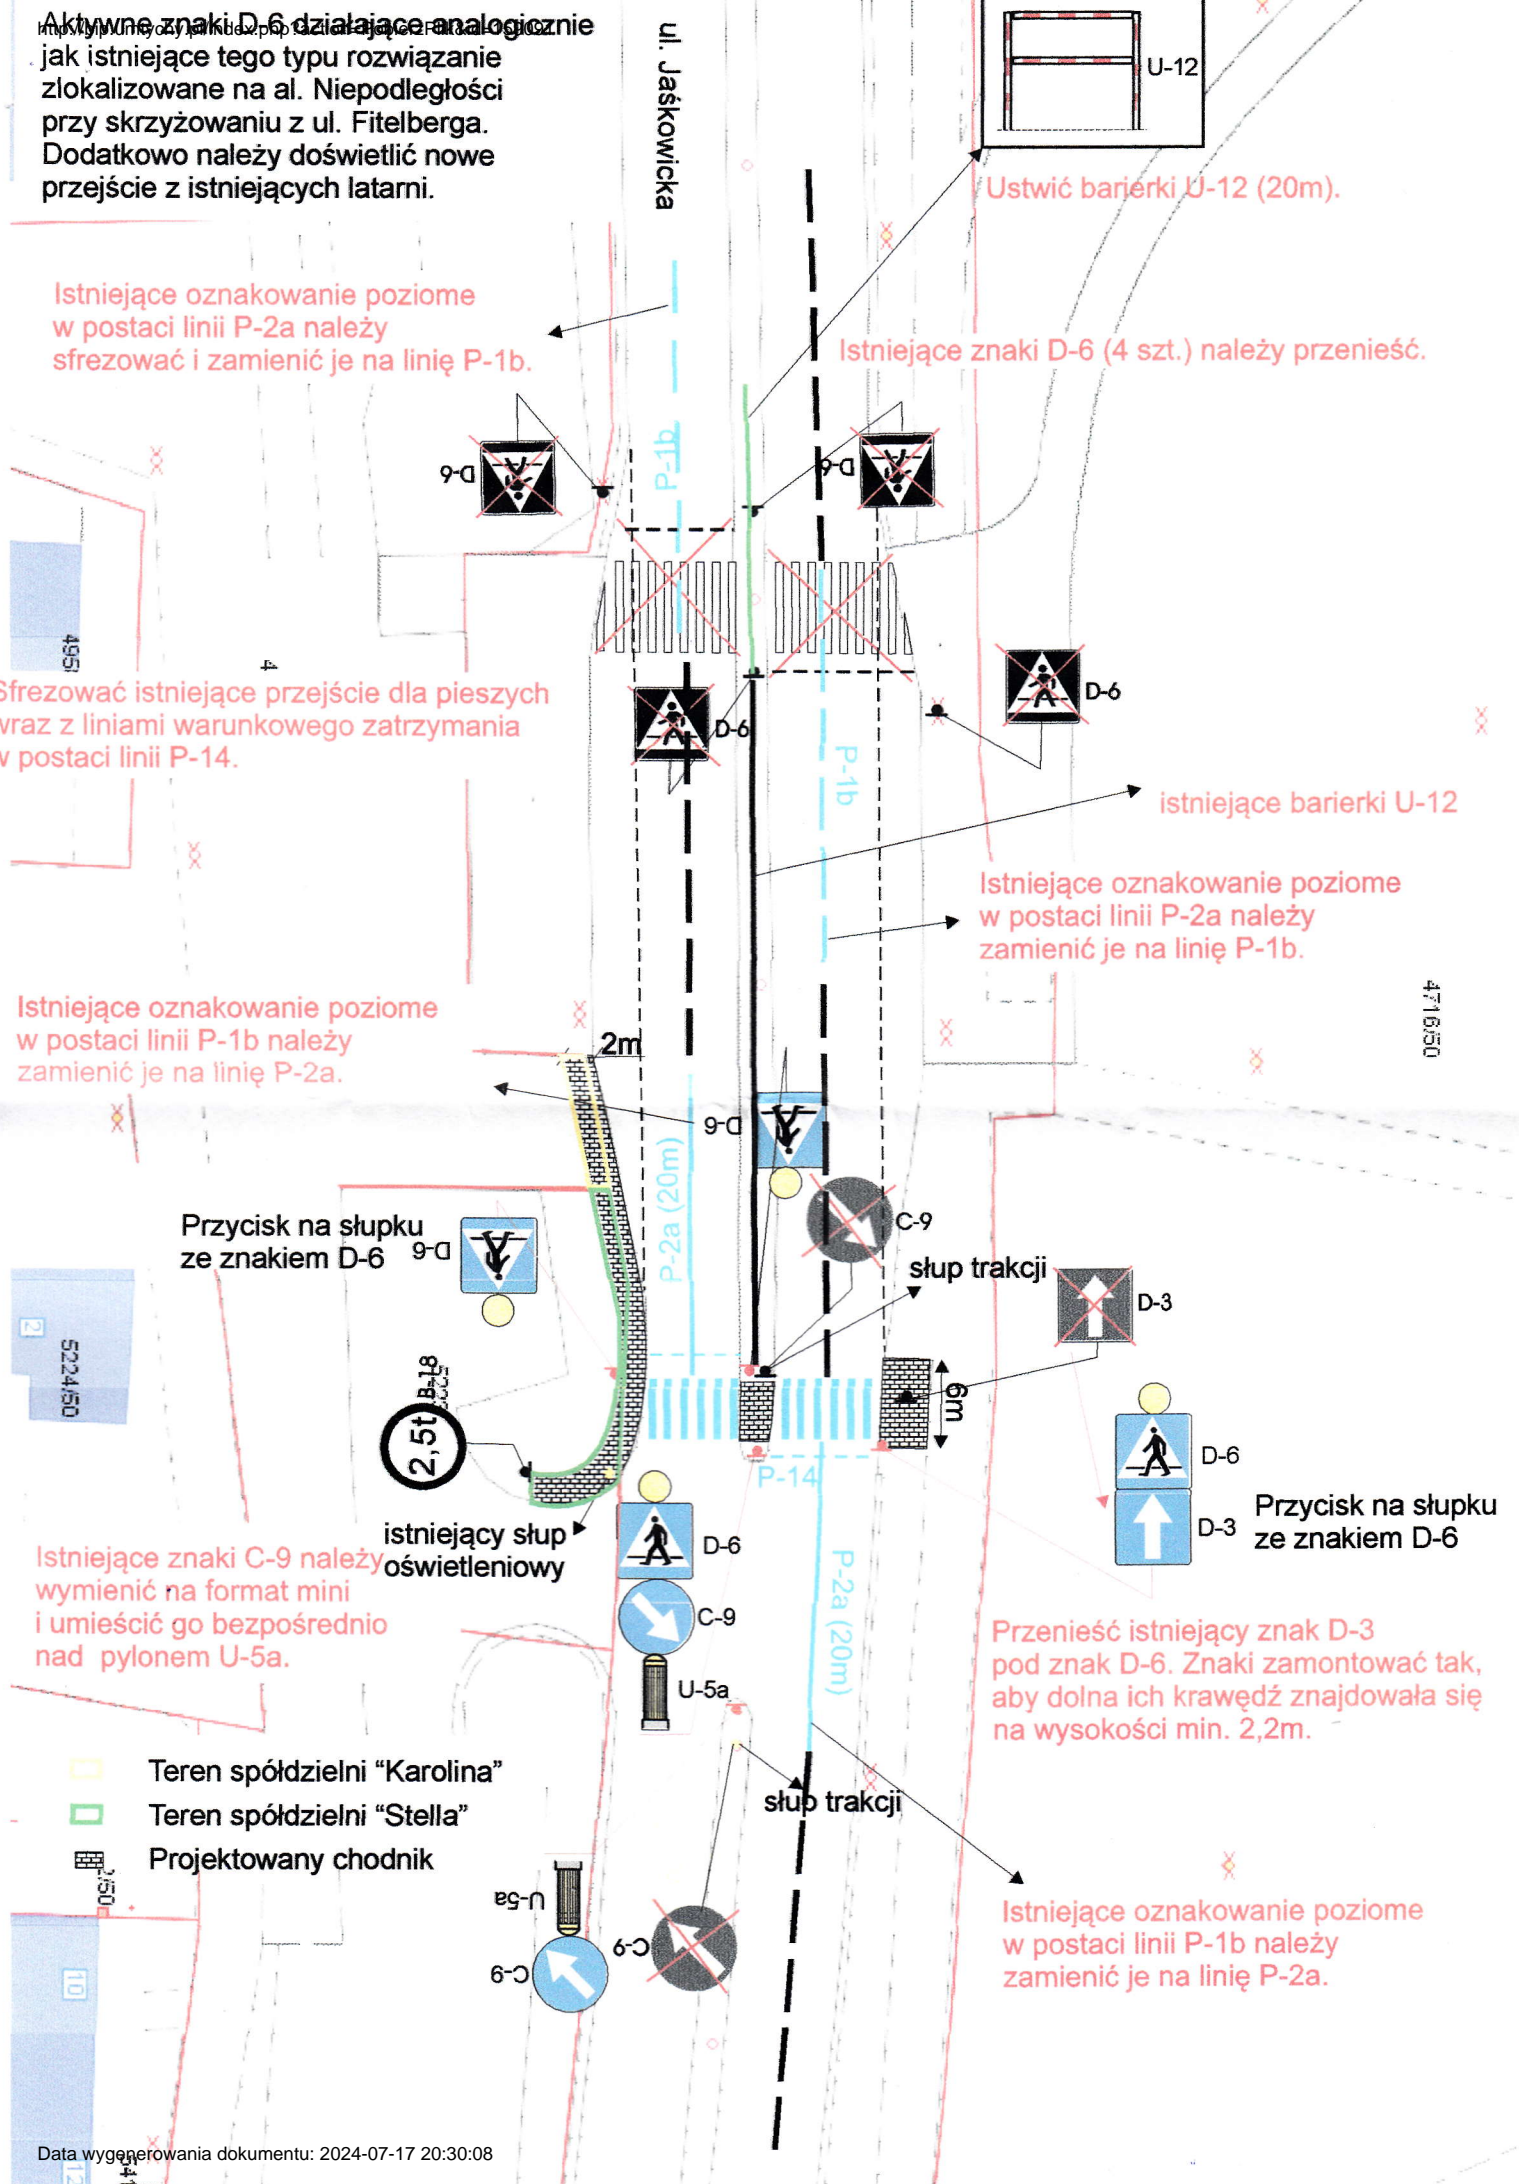 Aktywne znaki D-6 działające analogicznie
jak istniejące tego typu rozwiązanie
zlokalizowane na al. Niepodległości
przy skrzyżowaniu z ul. Fitelberga.
Dodatkowo należy doświetlić nowe
przejście z istniejących latarni.
ul. Jaśkowicka
U-12
Ustwić barierki U-12 (20m).
Istniejące oznakowanie poziome
w postaci linii P-2a należy
sfrezować i zamienić je na linię P-1b.
Istniejące znaki D-6 (4 szt.) należy przenieść.
D-6
P-1b
D-6
495
4
Sfrezować istniejące przejście dla pieszych
wraz z liniami warunkowego zatrzymania
w postaci linii P-14.
D-6
D-6
P-1b
istniejące barierki U-12
Istniejące oznakowanie poziome
w postaci linii P-2a należy
zamienić je na linię P-1b.
4716/50
Istniejące oznakowanie poziome
w postaci linii P-1b należy
zamienić je na linię P-2a.
2m
D-6
P-2a (20m)
C-9
Przycisk na słupku
ze znakiem D-6
D-6
słup trakcji
D-3
2
5224/50
B-18
2,5t
6m
P-14
D-6
D-3
Przycisk na słupku
ze znakiem D-6
istniejący słup
oświetleniowy
D-6
C-9
U-5a
P-2a (20m)
Istniejące znaki C-9 należy
wymienić na format mini
i umieścić go bezpośrednio
nad pylonem U-5a.
Przenieść istniejący znak D-3
pod znak D-6. Znaki zamontować tak,
aby dolna ich krawędź znajdowała się
na wysokości min. 2,2m.
Teren spółdzielni “Karolina”
Teren spółdzielni “Stella”
Projektowany chodnik
słup trakcji
2/50
U-5a
C-9
C-9
10
Istniejące oznakowanie poziome
w postaci linii P-1b należy
zamienić je na linię P-2a.
Data wygenerowania dokumentu: 2024-07-17 20:30:08
12
541